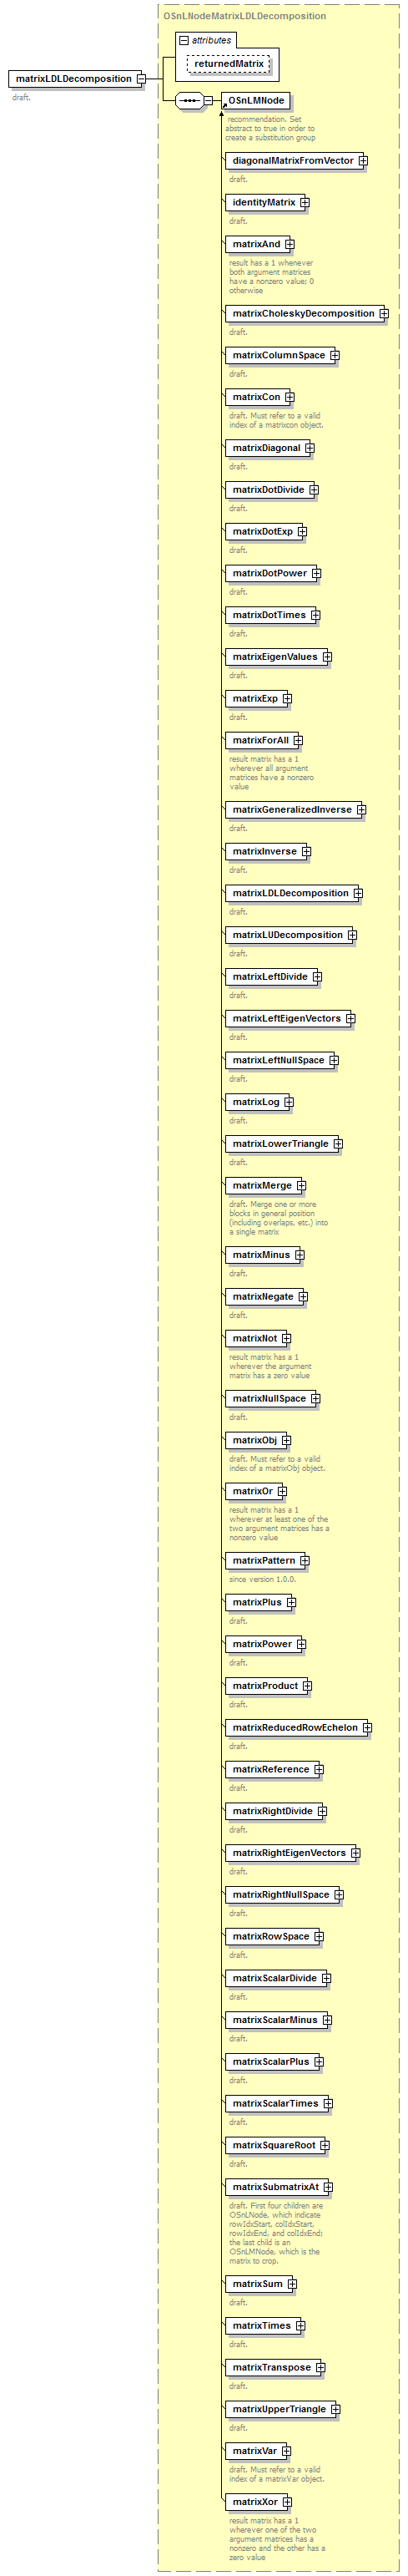 OSnLNodeMatrixLDLDecomposition
attributes
returnedMatrix
matrixLDLDecomposition
draft.
OSnLMNode
recommendation. Set
abstract to true in order to
create a substitution group
diagonalMatrixFromVector
draft.
identityMatrix
draft.
matrixAnd
result has a 1 whenever
both argument matrices
have a nonzero value; 0
otherwise
matrixCholeskyDecomposition
draft.
matrixColumnSpace
draft.
matrixCon
draft. Must refer to a valid
index of a matrixcon object.
matrixDiagonal
draft.
matrixDotDivide
draft.
matrixDotExp
draft.
matrixDotPower
draft.
matrixDotTimes
draft.
matrixEigenValues
draft.
matrixExp
draft.
matrixForAll
result matrix has a 1
wherever all argument
matrices have a nonzero
value
matrixGeneralizedInverse
draft.
matrixInverse
draft.
matrixLDLDecomposition
draft.
matrixLUDecomposition
draft.
matrixLeftDivide
draft.
matrixLeftEigenVectors
draft.
matrixLeftNullSpace
draft.
matrixLog
draft.
matrixLowerTriangle
draft.
matrixMerge
draft. Merge one or more
blocks in general position
(including overlaps, etc.) into
a single matrix
matrixMinus
draft.
matrixNegate
draft.
matrixNot
result matrix has a 1
wherever the argument
matrix has a zero value
matrixNullSpace
draft.
matrixObj
draft. Must refer to a valid
index of a matrixObj object.
matrixOr
result matrix has a 1
wherever at least one of the
two argument matrices has a
nonzero value
matrixPattern
since version 1.0.0.
matrixPlus
draft.
matrixPower
draft.
matrixProduct
draft.
matrixReducedRowEchelon
draft.
matrixReference
draft.
matrixRightDivide
draft.
matrixRightEigenVectors
draft.
matrixRightNullSpace
draft.
matrixRowSpace
draft.
matrixScalarDivide
draft.
matrixScalarMinus
draft.
matrixScalarPlus
draft.
matrixScalarTimes
draft.
matrixSquareRoot
draft.
matrixSubmatrixAt
draft. First four children are
OSnLNode, which indicate
rowIdxStart, colIdxStart,
rowIdxEnd, and colIdxEnd;
the last child is an
OSnLMNode, which is the
matrix to crop.
matrixSum
draft.
matrixTimes
draft.
matrixTranspose
draft.
matrixUpperTriangle
draft.
matrixVar
draft. Must refer to a valid
index of a matrixVar object.
matrixXor
result matrix has a 1
wherever one of the two
argument matrices has a
nonzero and the other has a
zero value